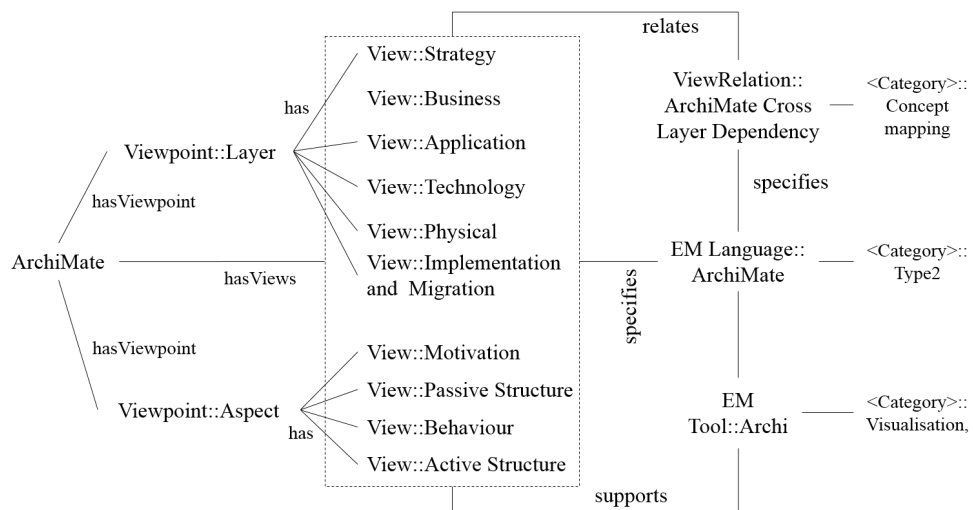 relates
View::Strategy
has
View::Business
ViewRelation::
ArchiMate Cross
Layer Dependency
<Category>::
Concept
mapping
Viewpoint::Layer
View::Application
View::Technology
specifies
hasViewpoint
View::Physical
ArchiMate
hasViews
View::Implementation
and Migration
specifies
EM Language::
ArchiMate
<Category>::
Type2
hasViewpoint
View::Motivation
Viewpoint::Aspect
has
View::Passive Structure
View::Behaviour
View::Active Structure
EM
Tool::Archi
<Category>::
Visualisation,
supports